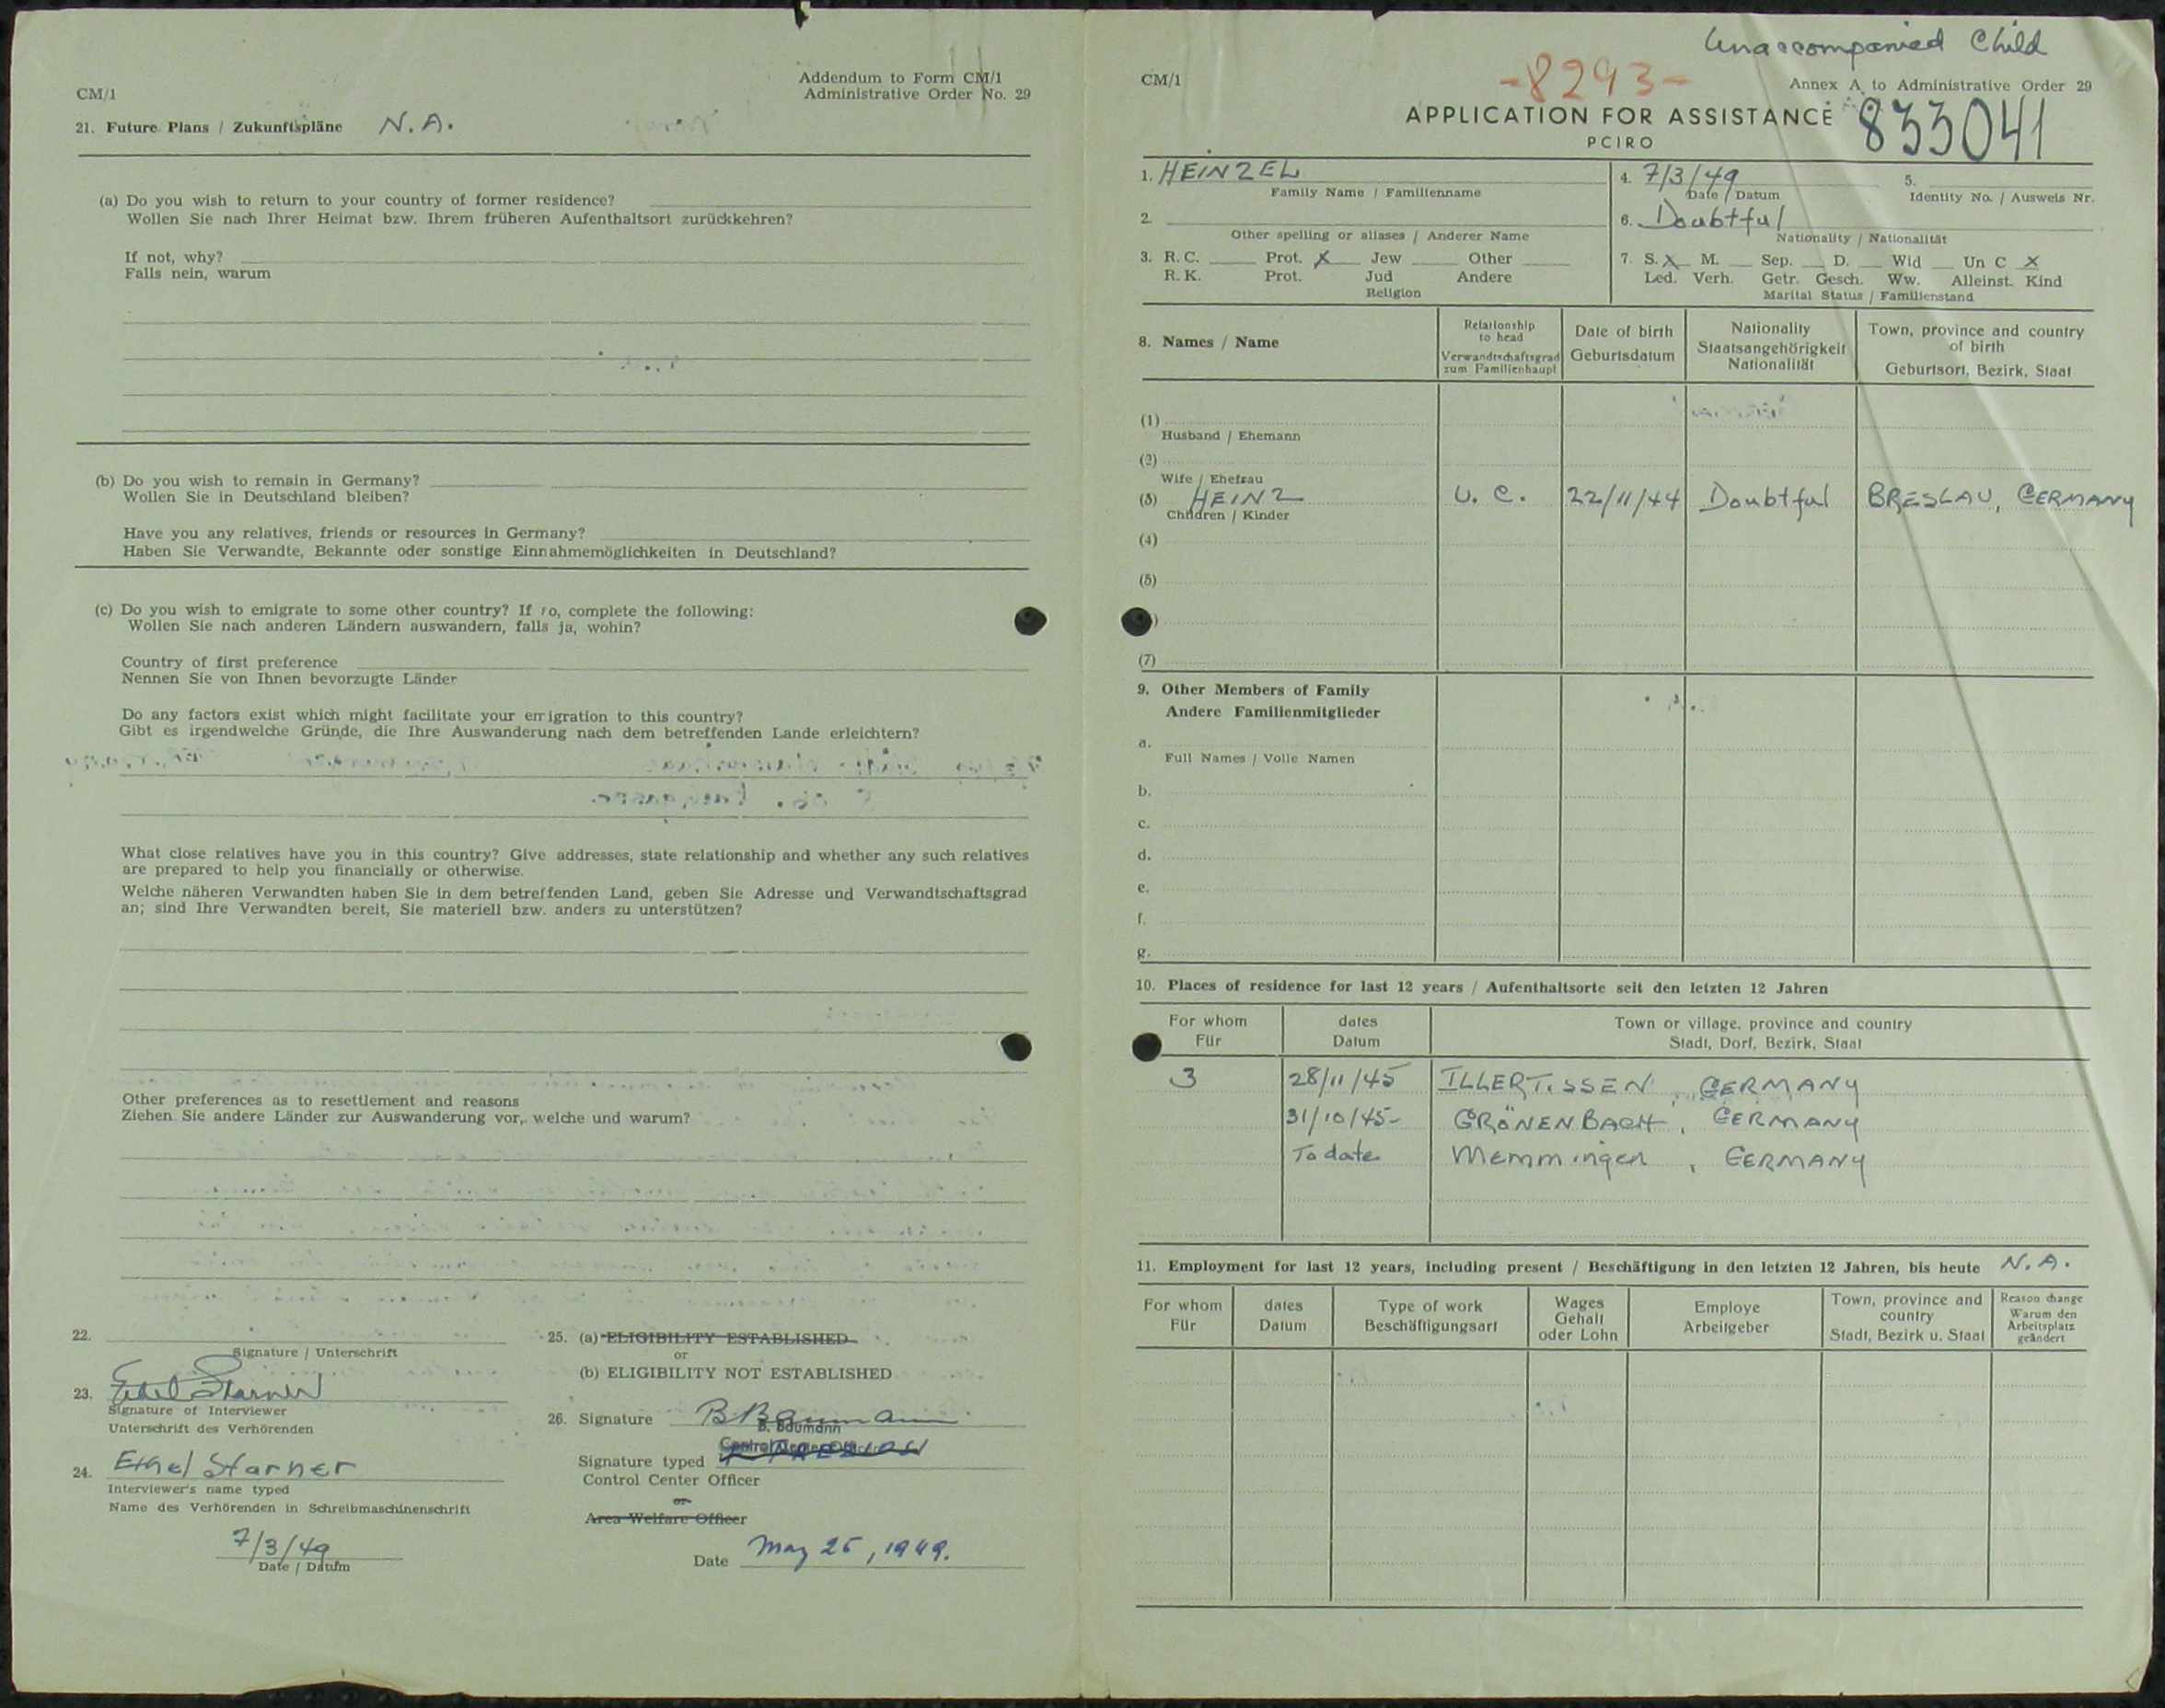 CM/1
Addendum to Form CM/1
Administrative Order No. 29
21. Future Plans / Zukunftspläne N.A.
(a) Do you wish to return to your country of former residence?
Wollen Sie nach Ihrer Heimat bzw. Ihrem früheren Aufenthaltsort zurückkehren?
If not, why?
Falls nein, warum
(b) Do you wish to remain in Germany?
Wollen Sie in Deutschland bleiben?
Have you any relatives, friends or resources in Germany?
Haben Sie Verwandte, Bekannte oder sonstige Einnahmemöglichkeiten in Deutschland?
(c) Do you wish to emigrate to some other country? If so, complete the following:
Wollen Sie nach anderen Ländern auswandern, falls ja, wohin?
Country of first preference
Nennen Sie von Ihnen bevorzugte Länder
Do any factors exist which might facilitate your emigration to this country?
Gibt es irgendwelche Gründe, die Ihre Auswanderung nach dem betreffenden Lande erleichtern?
What close relatives have you in this country? Give addresses, state relationship and whether any such relatives
are prepared to help you financially or otherwise.
Welche näheren Verwandten haben Sie in dem betreffenden Land, geben Sie Adresse und Verwandtschaftsgrad
an; sind Ihre Verwandten bereit, Sie materiell bzw. anders zu unterstützen?
Other preferences as to resettlement and reasons
Ziehen Sie andere Länder zur Auswanderung vor, welche und warum?
22.
Signature / Unterschrift
23. Ethel Starner
Signature of Interviewer
Unterschrift des Verhörenden
24. Ethel Starner
Interviewer's name typed
Name des Verhörenden in Schreibmaschinenschrift
7/3/49
Date / Datum
25. (a) ELIGIBILITY ESTABLISHED
or
(b) ELIGIBILITY NOT ESTABLISHED
26. Signature B Baumann
B. Baumann
Control Center Officer
Signature typed
Control Center Officer
or
Area Welfare Officer
Date May 25, 1949.
Unaccompanied Child
CM/1
-8293-
Annex A to Administrative Order 29
APPLICATION FOR ASSISTANCE
833041
PCIRO
1. HEINZEL
Family Name / Familienname
4. 7/3/49
Date / Datum
5.
Identity No. / Ausweis Nr.
2.
Other spelling or aliases / Anderer Name
6. Doubtful
Nationality / Nationalität
3. R.C. Prot. X Jew Other
R.K. Prot. Jud Andere
Religion
7. S. X M. Sep. D. Wid Un C X
Led. Verh. Getr. Gesch. Ww. Alleinst. Kind
Marital Status / Familienstand
8. Names / Name
Relationship to head
Verwandtschaftsgrad zum Familienhaupt
Date of birth
Geburtsdatum
Nationality
Staatsangehörigkeit
Nationalität
Town, province and country of birth
Geburtsort, Bezirk, Staat
(1)
Husband / Ehemann
(2)
Wife / Ehefrau
(3) HEINZ U. C. 22/11/44 Doubtful BRESLAU, GERMANY
Children / Kinder
(4)
(5)
)
(7)
9. Other Members of Family
Andere Familienmitglieder
a.
Full Names / Volle Namen
b.
c.
d.
e.
f.
g.
10. Places of residence for last 12 years / Aufenthaltsorte seit den letzten 12 Jahren
For whom
Für
dates
Datum
Town or village, province and country
Stadt, Dorf, Bezirk, Staat
3 28/11/45 ILLERTISSEN, GERMANY
31/10/45- GRÖNENBACH, GERMANY
To date Memmingen, GERMANY
11. Employment for last 12 years, including present / Beschäftigung in den letzten 12 Jahren, bis heute N.A.
For whom
Für
dates
Datum
Type of work
Beschäftigungsart
Wages
Gehalt
oder Lohn
Employe
Arbeitgeber
Town, province and country
Stadt, Bezirk u. Staat
Reason change
Warum den
Arbeitsplatz
geändert